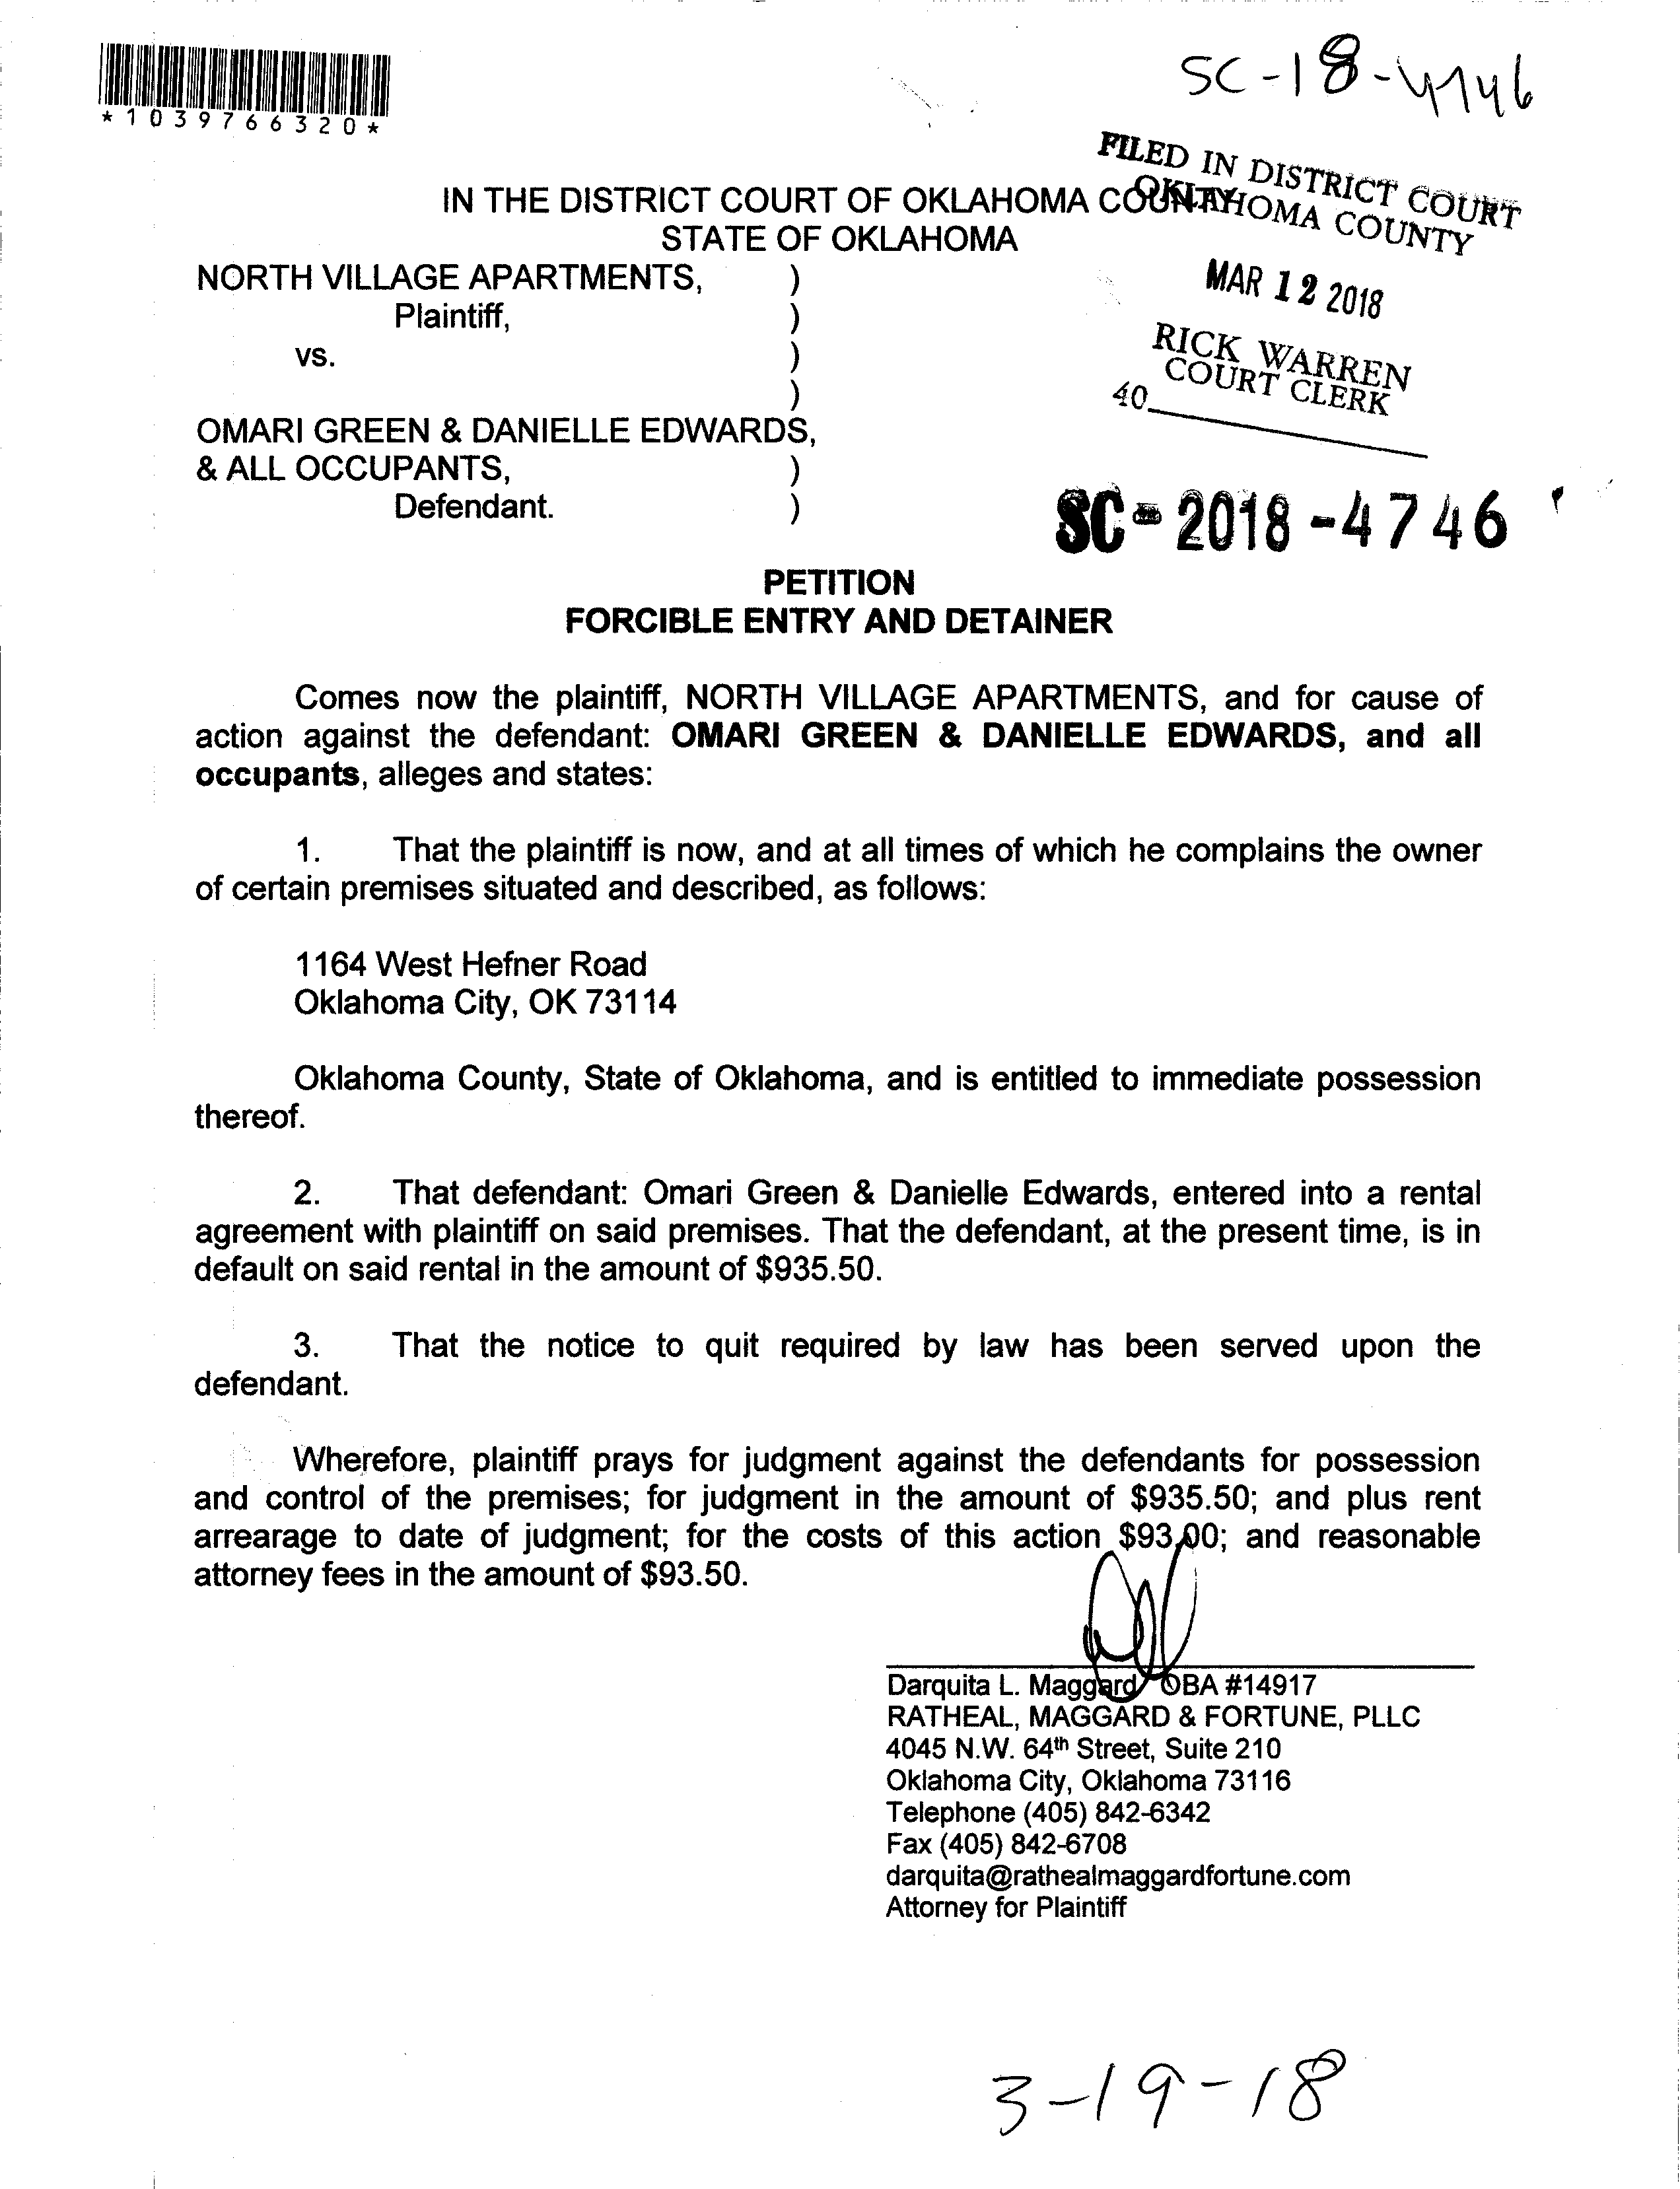 *1039766320*
SC-18-4746
FILED IN DISTRICT COURT
OKLAHOMA COUNTY
IN THE DISTRICT COURT OF OKLAHOMA COUNTY
STATE OF OKLAHOMA
MAR 12 2018
RICK WARREN
COURT CLERK
40
NORTH VILLAGE APARTMENTS, )
Plaintiff, )
vs. )
)
OMARI GREEN & DANIELLE EDWARDS,
& ALL OCCUPANTS, )
Defendant. )
SC-2018-4746
PETITION
FORCIBLE ENTRY AND DETAINER
Comes now the plaintiff, NORTH VILLAGE APARTMENTS, and for cause of
action against the defendant: OMARI GREEN & DANIELLE EDWARDS, and all
occupants, alleges and states:
1. That the plaintiff is now, and at all times of which he complains the owner
of certain premises situated and described, as follows:
1164 West Hefner Road
Oklahoma City, OK 73114
Oklahoma County, State of Oklahoma, and is entitled to immediate possession
thereof.
2. That defendant: Omari Green & Danielle Edwards, entered into a rental
agreement with plaintiff on said premises. That the defendant, at the present time, is in
default on said rental in the amount of $935.50.
3. That the notice to quit required by law has been served upon the
defendant.
Wherefore, plaintiff prays for judgment against the defendants for possession
and control of the premises; for judgment in the amount of $935.50; and plus rent
arrearage to date of judgment; for the costs of this action $93.00; and reasonable
attorney fees in the amount of $93.50.
Darquita L. Maggard OBA #14917
RATHEAL, MAGGARD & FORTUNE, PLLC
4045 N.W. 64th Street, Suite 210
Oklahoma City, Oklahoma 73116
Telephone (405) 842-6342
Fax (405) 842-6708
darquita@rathealmaggardfortune.com
Attorney for Plaintiff
3-19-18